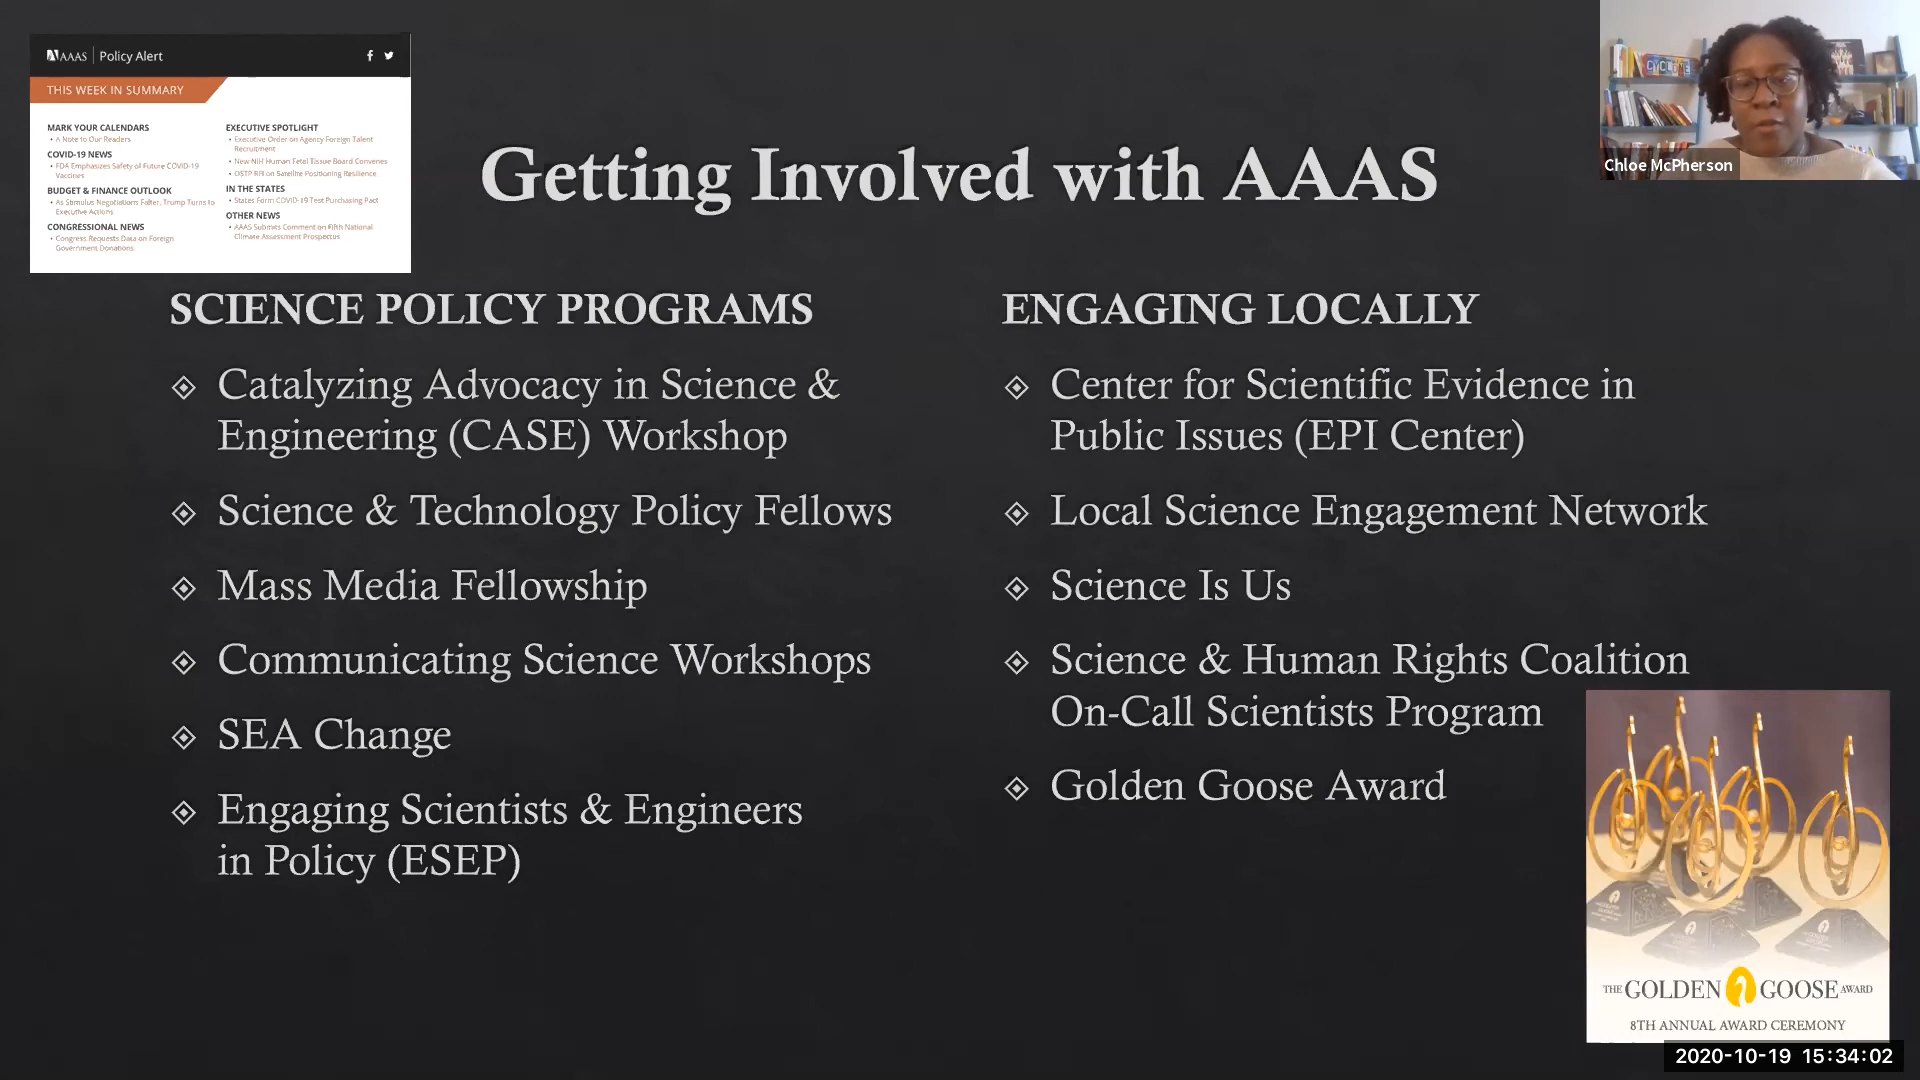 AAAS | Policy Alert
THIS WEEK IN SUMMARY
MARK YOUR CALENDARS
• A Note to Our Readers
COVID-19 NEWS
• FDA Emphasizes Safety of Future COVID-19
Vaccines
BUDGET & FINANCE OUTLOOK
• As Stimulus Negotiations Falter, Trump Turns to
Executive Actions
CONGRESSIONAL NEWS
• Congress Requests Data on Foreign
Government Donations
EXECUTIVE SPOTLIGHT
• Executive Order on Agency Foreign Talent
Recruitment
• New NIH Human Fetal Tissue Board Convenes
• OSTP RFI on Satellite Positioning Resilience
IN THE STATES
• States Form COVID-19 Test Purchasing Pact
OTHER NEWS
• AAAS Submits Comment on Fifth National
Climate Assessment Prospectus
CYCLONE
Chloe McPherson
Getting Involved with AAAS
SCIENCE POLICY PROGRAMS
Catalyzing Advocacy in Science &
Engineering (CASE) Workshop
Science & Technology Policy Fellows
Mass Media Fellowship
Communicating Science Workshops
SEA Change
Engaging Scientists & Engineers
in Policy (ESEP)
ENGAGING LOCALLY
Center for Scientific Evidence in
Public Issues (EPI Center)
Local Science Engagement Network
Science Is Us
Science & Human Rights Coalition
On-Call Scientists Program
Golden Goose Award
THE GOLDEN GOOSE AWARD
8TH ANNUAL AWARD CEREMONY
2020-10-19 15:34:02